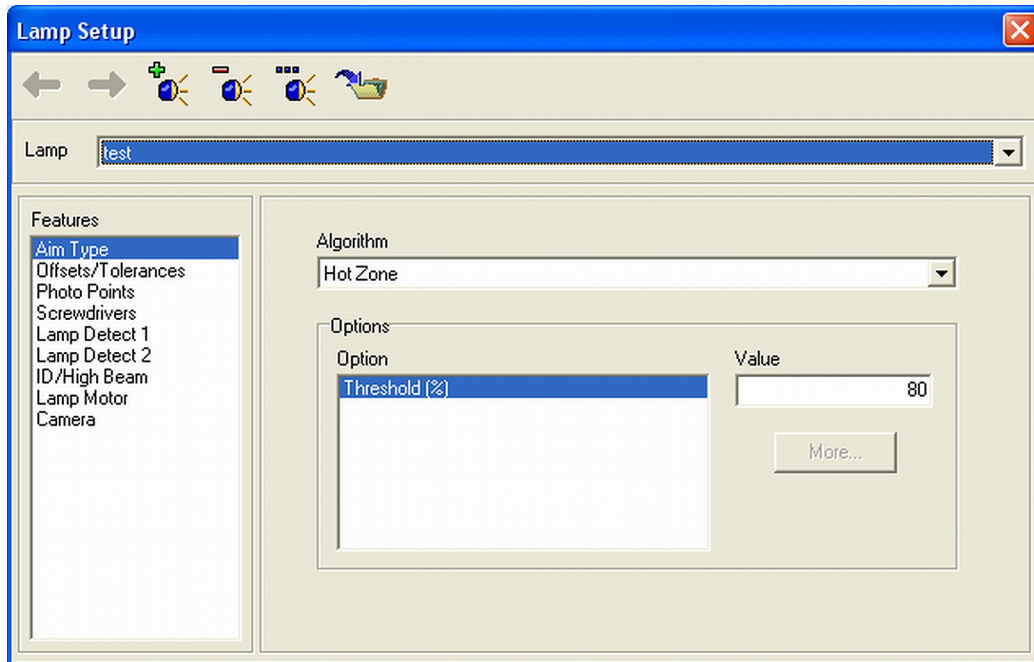 Lamp Setup
Lamp
test
Features
Aim Type
Offsets/Tolerances
Photo Points
Screwdrivers
Lamp Detect 1
Lamp Detect 2
ID/High Beam
Lamp Motor
Camera
Algorithm
Hot Zone
Options
Option
Threshold (%)
Value
80
More...